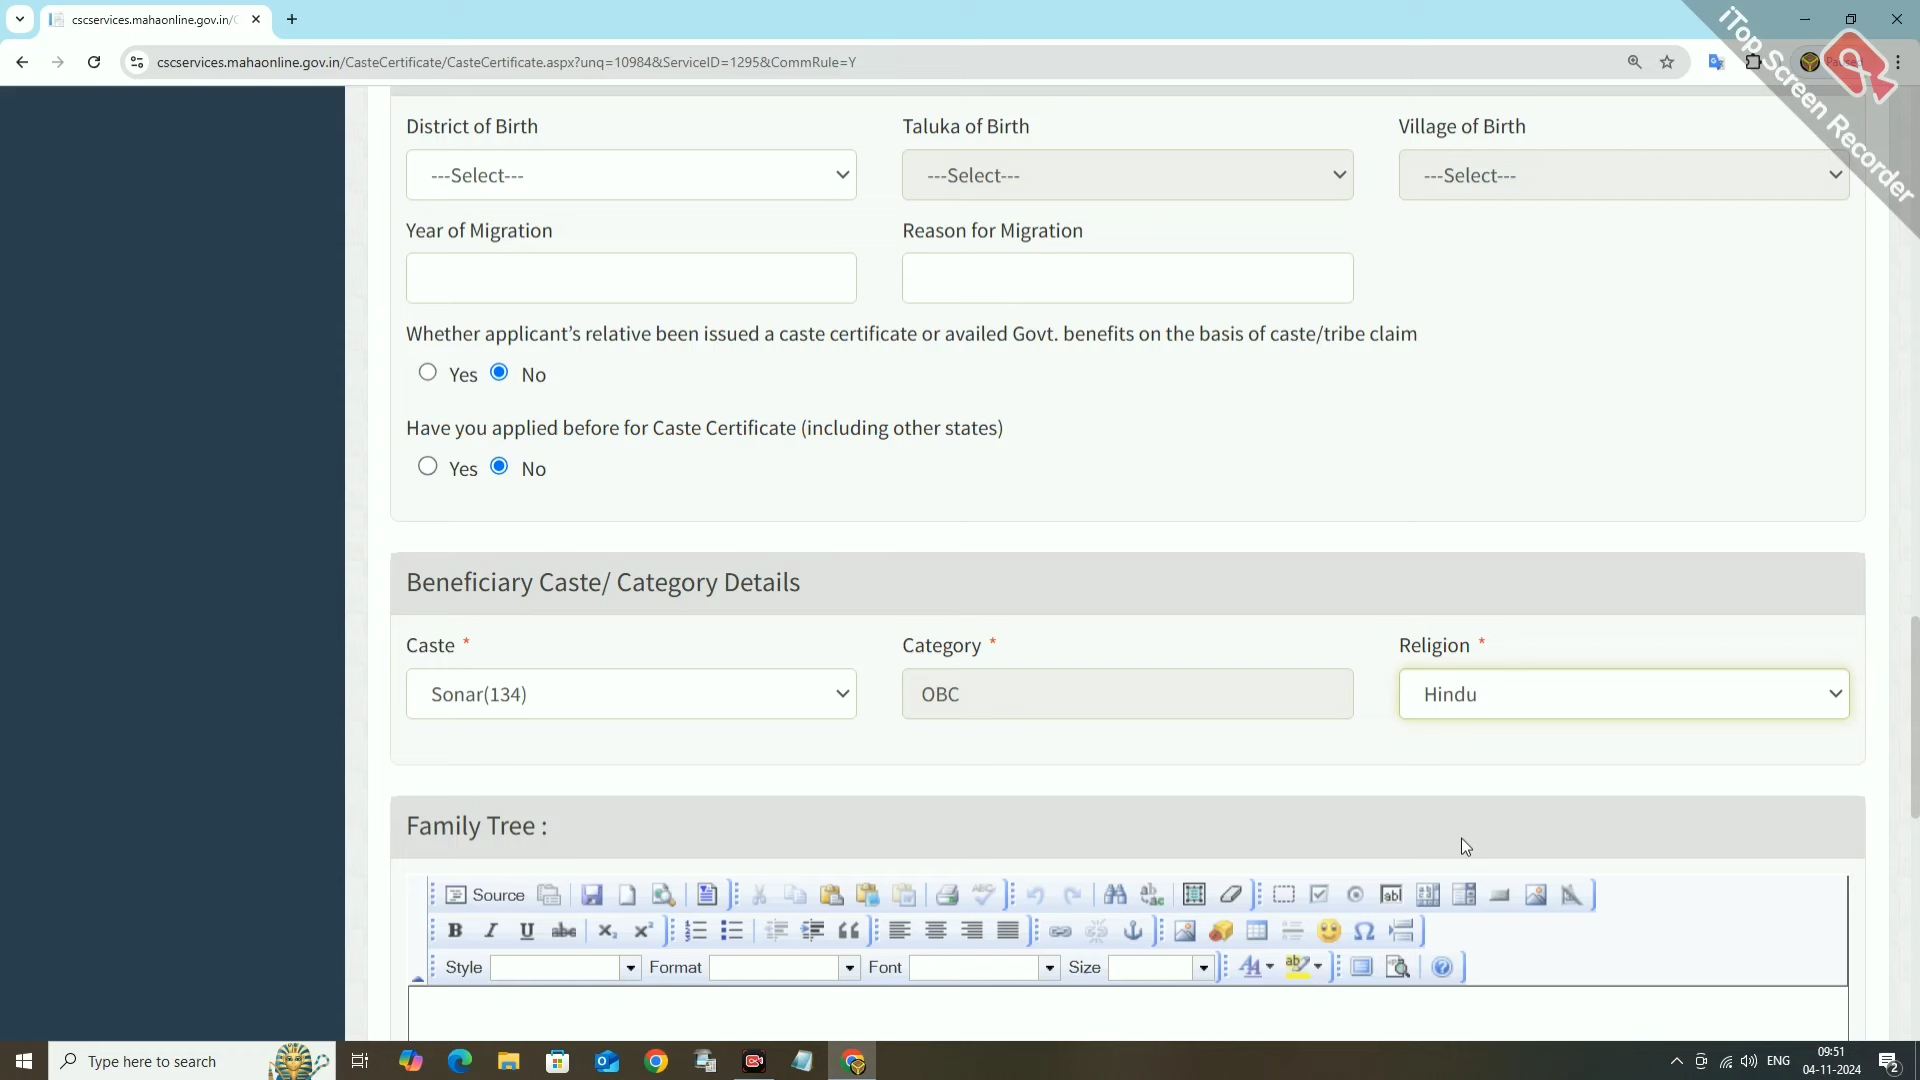 cscservices.mahaonline.gov.in/C
cscservices.mahaonline.gov.in/CasteCertificate/CasteCertificate.aspx?unq=10984&ServiceID=1295&CommRule=Y
Paused
iTop Screen Recorder
District of Birth Taluka of Birth Village of Birth
---Select--- ---Select--- ---Select---
Year of Migration Reason for Migration
Whether applicant’s relative been issued a caste certificate or availed Govt. benefits on the basis of caste/tribe claim
Yes No
Have you applied before for Caste Certificate (including other states)
Yes No
Beneficiary Caste/ Category Details
Caste * Category * Religion *
Sonar(134) OBC Hindu
Family Tree :
Source
B I U abc X₂ X²
Style Format Font Size
Type here to search
ENG
09:51
04-11-2024
2